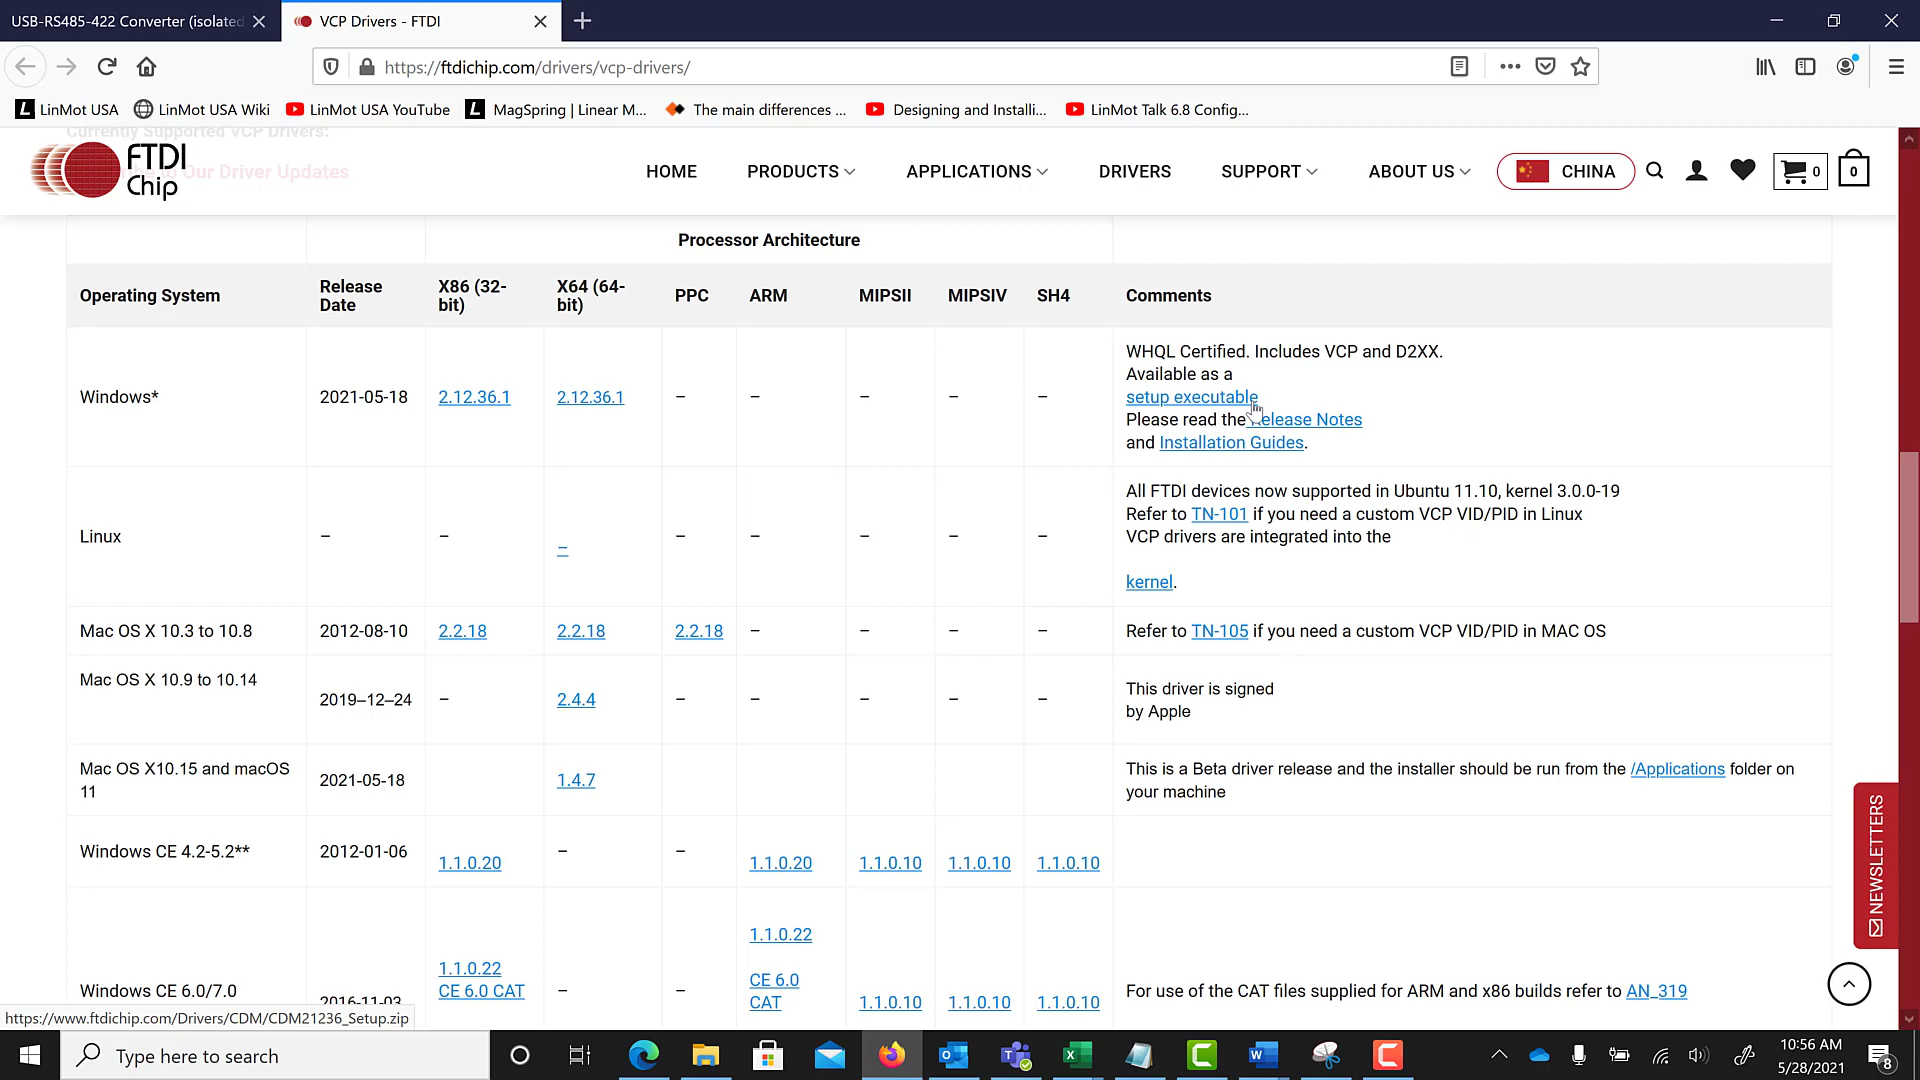 USB-RS485-422 Converter (isolated
VCP Drivers - FTDI
https://ftdichip.com/drivers/vcp-drivers/
LinMot USA
LinMot USA Wiki
LinMot USA YouTube
MagSpring | Linear M...
The main differences ...
Designing and Installi...
LinMot Talk 6.8 Config...
Currently Supported VCP Drivers:
Our Driver Updates
FTDI
Chip
HOME
PRODUCTS
APPLICATIONS
DRIVERS
SUPPORT
ABOUT US
CHINA
0
0
Processor Architecture
Operating System
Release
Date
X86 (32-
bit)
X64 (64-
bit)
PPC
ARM
MIPSII
MIPSIV
SH4
Comments
Windows*
2021-05-18
2.12.36.1
2.12.36.1
–
–
–
–
–
WHQL Certified. Includes VCP and D2XX.
Available as a
setup executable
Please read the Release Notes
and Installation Guides.
Linux
–
–
–
–
–
–
–
–
All FTDI devices now supported in Ubuntu 11.10, kernel 3.0.0-19
Refer to TN-101 if you need a custom VCP VID/PID in Linux
VCP drivers are integrated into the
kernel.
Mac OS X 10.3 to 10.8
2012-08-10
2.2.18
2.2.18
2.2.18
–
–
–
–
Refer to TN-105 if you need a custom VCP VID/PID in MAC OS
Mac OS X 10.9 to 10.14
2019–12–24
–
2.4.4
–
–
–
–
–
This driver is signed
by Apple
Mac OS X10.15 and macOS
11
2021-05-18
1.4.7
This is a Beta driver release and the installer should be run from the /Applications folder on
your machine
Windows CE 4.2-5.2**
2012-01-06
1.1.0.20
–
–
1.1.0.20
1.1.0.10
1.1.0.10
1.1.0.10
Windows CE 6.0/7.0
2016-11-03
1.1.0.22
CE 6.0 CAT
–
–
1.1.0.22
CE 6.0
CAT
1.1.0.10
1.1.0.10
1.1.0.10
For use of the CAT files supplied for ARM and x86 builds refer to AN_319
NEWSLETTERS
https://www.ftdichip.com/Drivers/CDM/CDM21236_Setup.zip
Type here to search
10:56 AM
5/28/2021
8